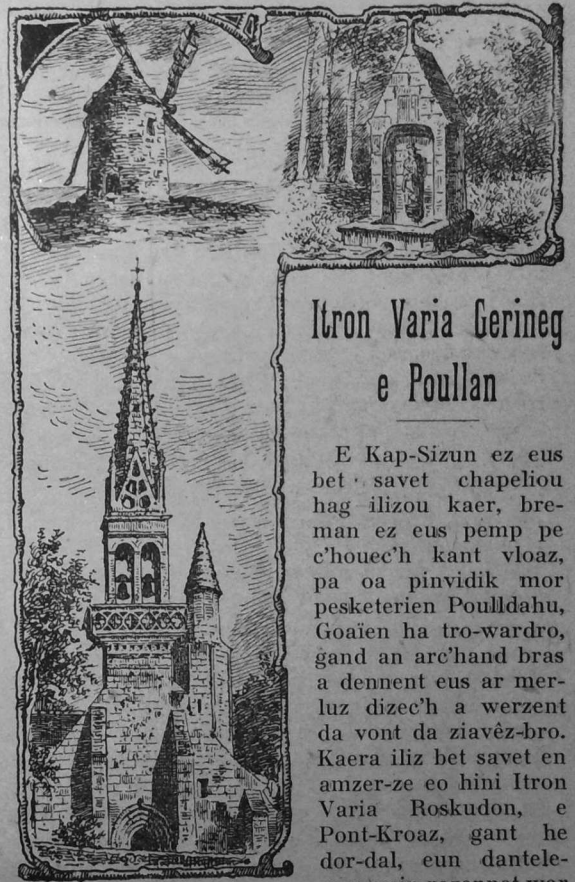 Itron Varia Gerineg
e Poullan
E Kap-Sizun ez eus
bet savet chapeliou
hag ilizou kaer, bre-
man ez eus pemp pe
c'houec'h kant vloaz,
pa oa pinvidik mor
pesketerien Poulldahu,
Goaïen ha tro-wardro,
gand an arc'hand bras
a dennent eus ar mer-
luz dizec'h a werzent
da vont da ziavêz-bro.
Kaera iliz bet savet en
amzer-ze eo hini Itron
Varia Roskudon, e
Pont-Kroaz, gant he
dor-dal, eun dantele-